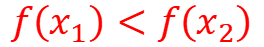 f(x₁) < f(x₂)